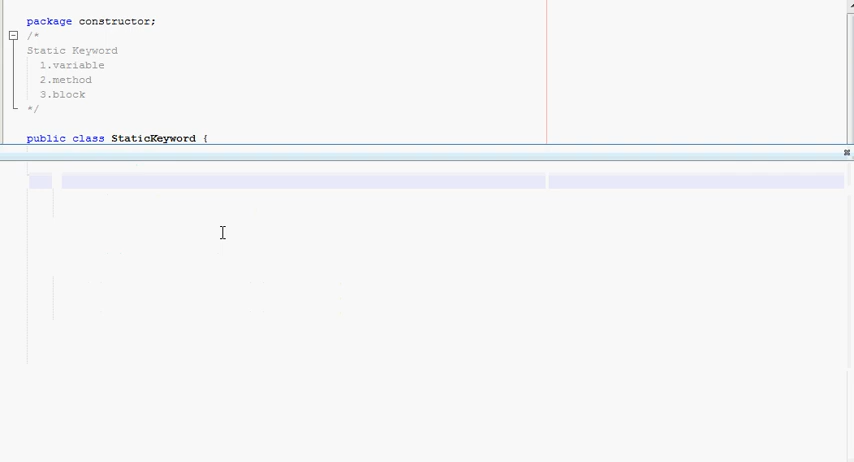 package constructor;
/*
Static Keyword
1.variable
2.method
3.block
*/
public class StaticKeyword {